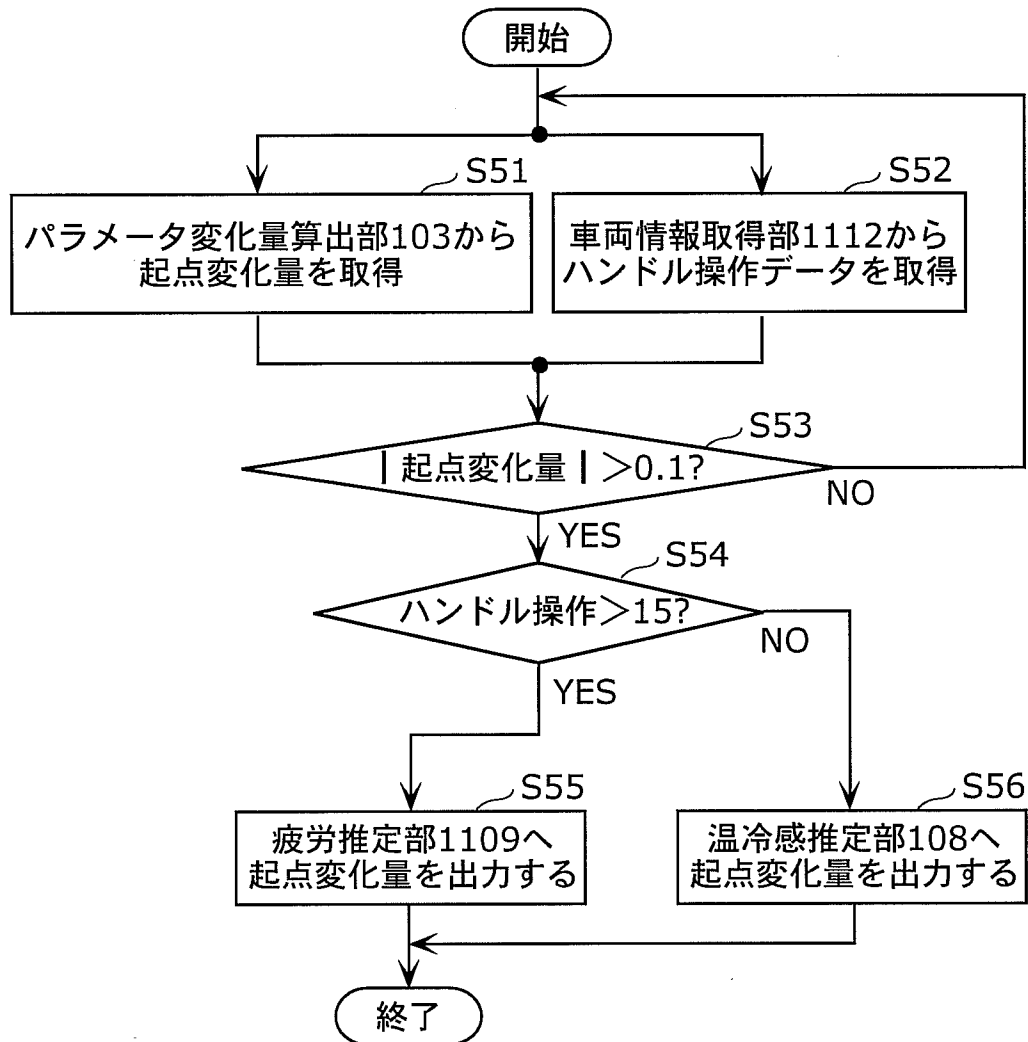 開始
S51
パラメータ変化量算出部103から
起点変化量を取得
S52
車両情報取得部1112から
ハンドル操作データを取得
S53
|起点変化量|>0.1?
NO
YES
S54
ハンドル操作>15?
NO
YES
S55
疲労推定部1109へ
起点変化量を出力する
S56
温冷感推定部108へ
起点変化量を出力する
終了